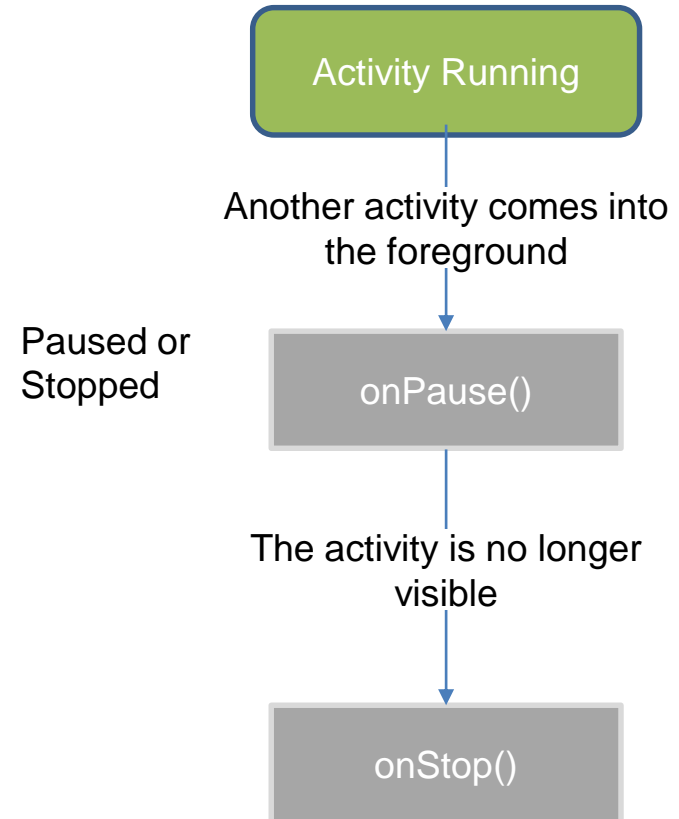 Activity Running
Another activity comes into
the foreground
Paused or
Stopped
onPause()
The activity is no longer
visible
onStop()